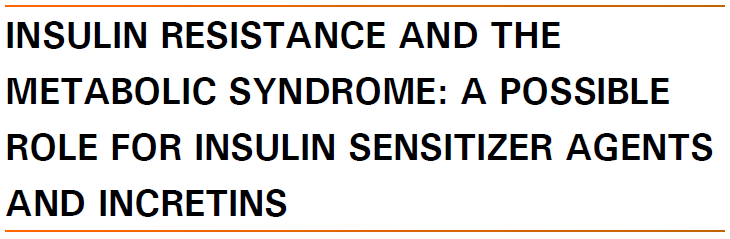 INSULIN RESISTANCE AND THE
METABOLIC SYNDROME: A POSSIBLE
ROLE FOR INSULIN SENSITIZER AGENTS
AND INCRETINS